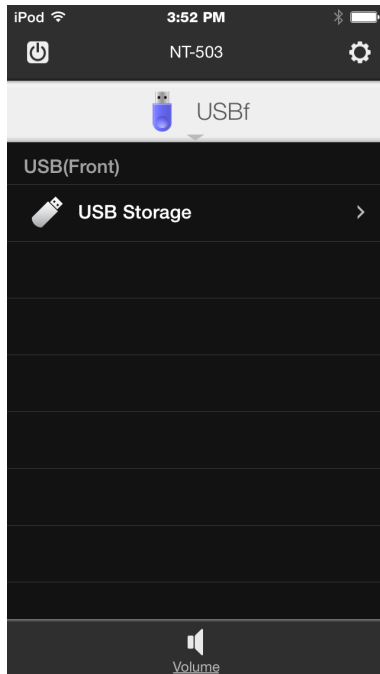 iPod 3:52 PM
NT-503
USBf
USB(Front)
USB Storage
Volume